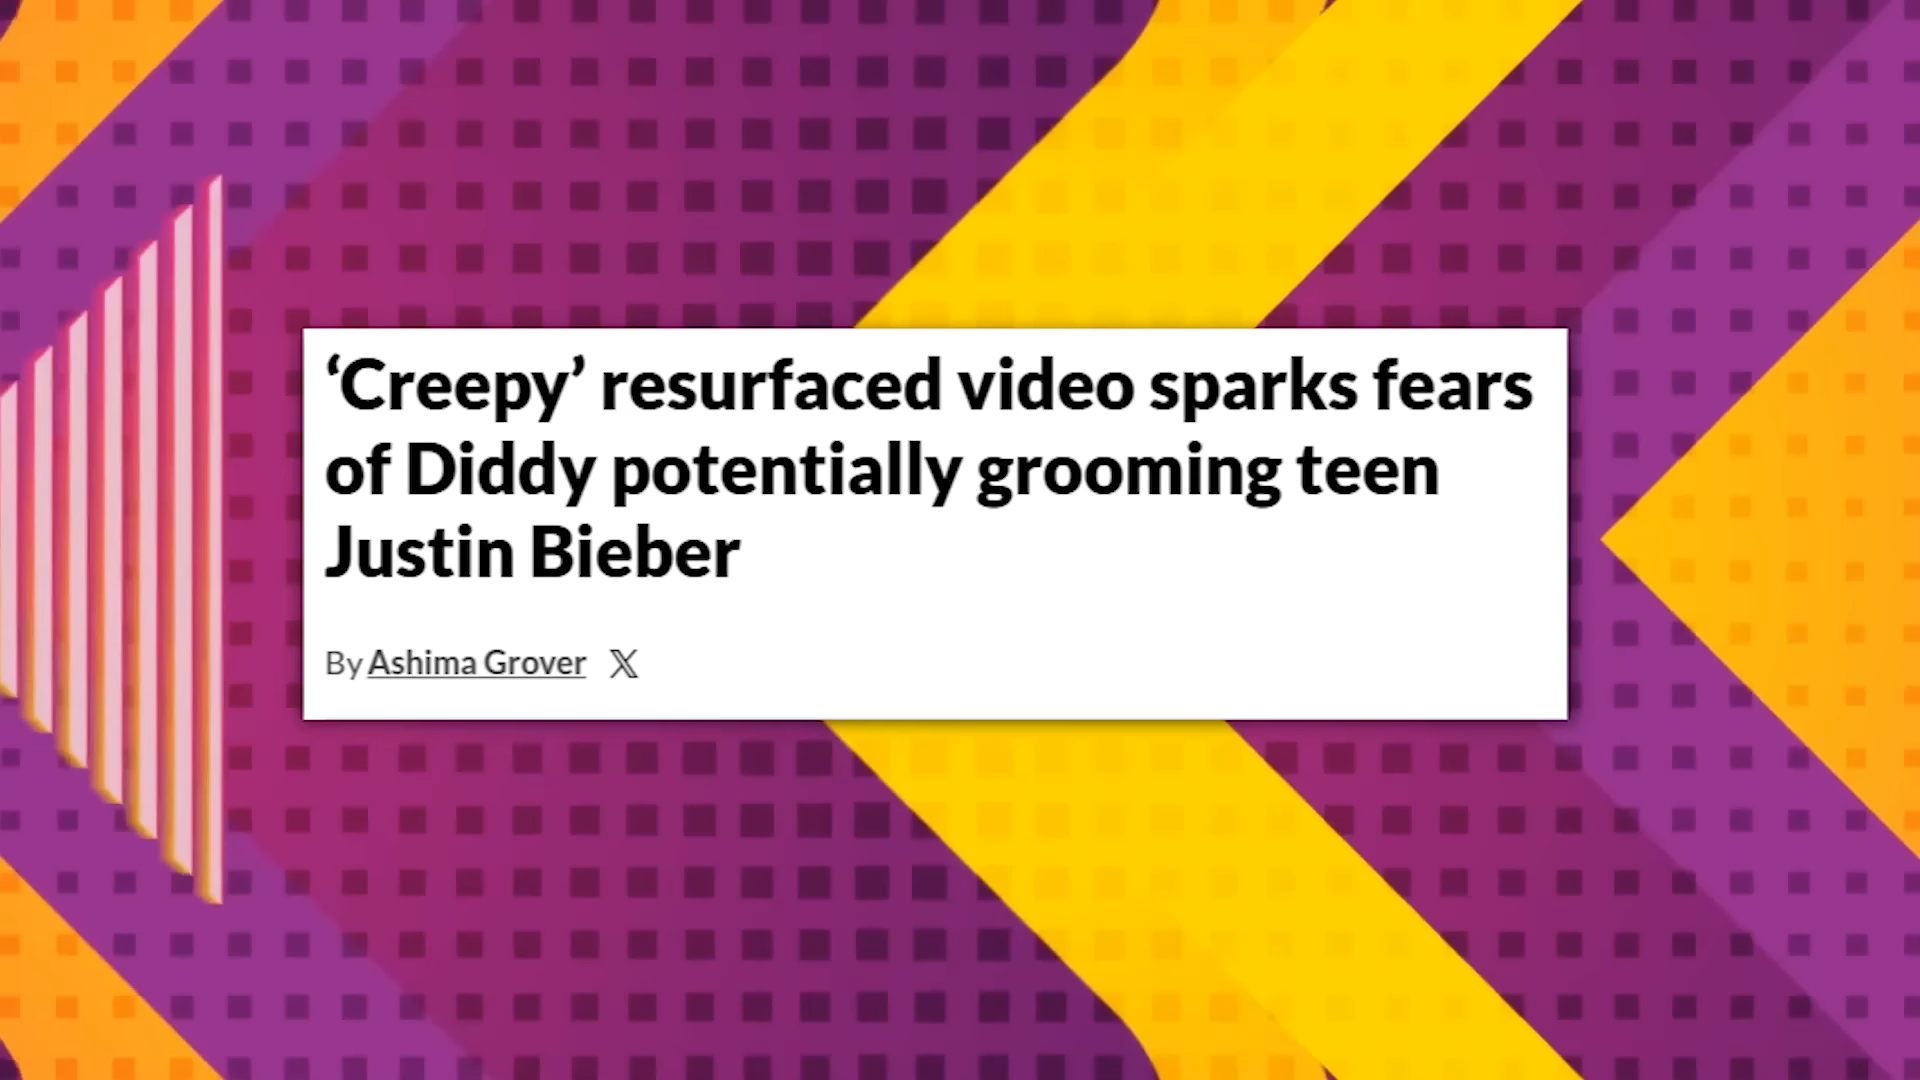 ‘Creepy’ resurfaced video sparks fears
of Diddy potentially grooming teen
Justin Bieber
By Ashima Grover 𝕏